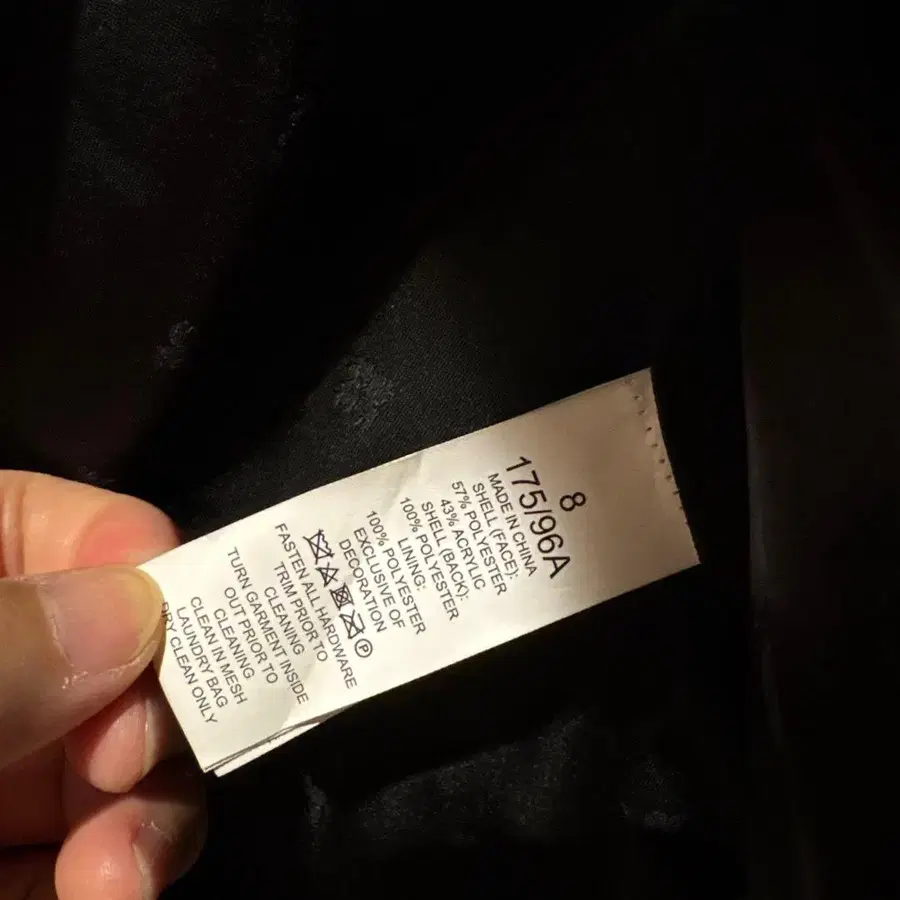 8
175/96A
MADE IN CHINA
SHELL (FACE):
57% POLYESTER
43% ACRYLIC
SHELL (BACK):
100% POLYESTER
LINING:
100% POLYESTER
EXCLUSIVE OF
DECORATION
P
FASTEN ALL HARDWARE
TRIM PRIOR TO
CLEANING
TURN GARMENT INSIDE
OUT PRIOR TO
CLEANING
CLEAN IN MESH
LAUNDRY BAG
DRY CLEAN ONLY